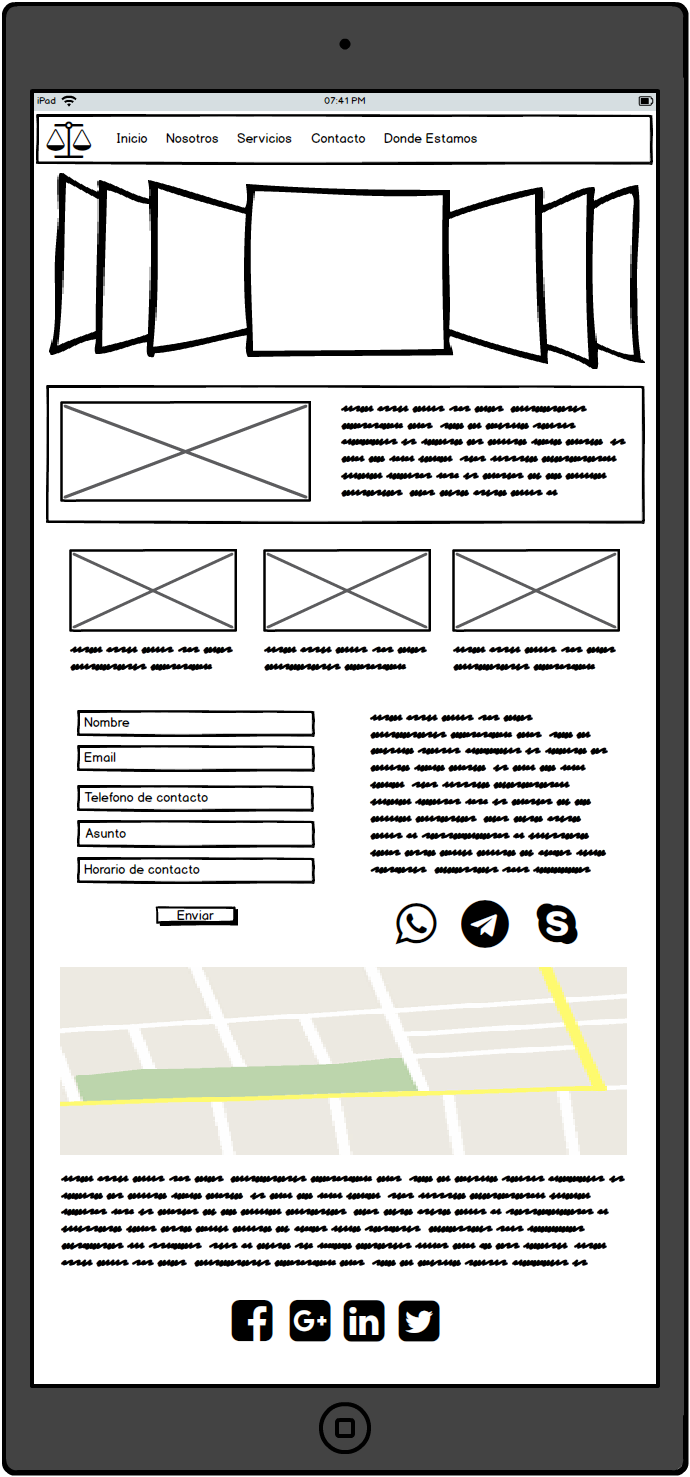 iPad 07:41 PM
Inicio Nosotros Servicios Contacto Donde Estamos
Nombre
Email
Telefono de contacto
Asunto
Horario de contacto
Enviar